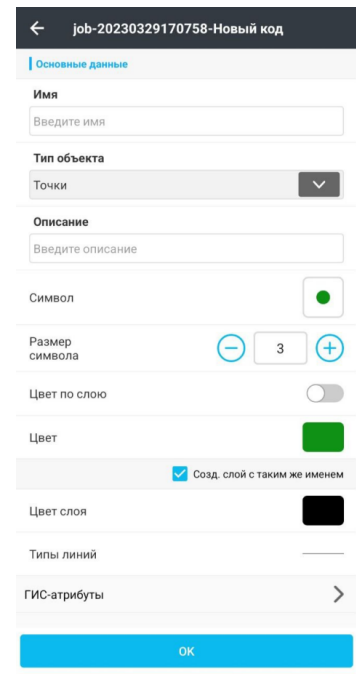 job-20230329170758-Новый код
Основные данные
Имя
Введите имя
Тип объекта
Точки
Описание
Введите описание
Символ
Размер
символа
3
Цвет по слою
Цвет
Созд. слой с таким же именем
Цвет слоя
Типы линий
ГИС-атрибуты
ОК